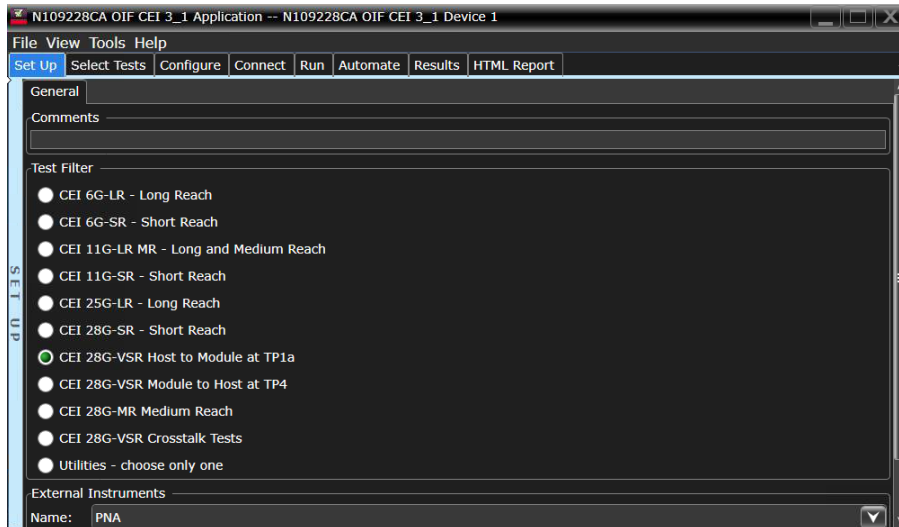 N109228CA OIF CEI 3_1 Application -- N109228CA OIF CEI 3_1 Device 1
File View Tools Help
Set Up Select Tests Configure Connect Run Automate Results HTML Report
General
Comments
Test Filter
CEI 6G-LR - Long Reach
CEI 6G-SR - Short Reach
CEI 11G-LR MR - Long and Medium Reach
CEI 11G-SR - Short Reach
CEI 25G-LR - Long Reach
CEI 28G-SR - Short Reach
CEI 28G-VSR Host to Module at TP1a
CEI 28G-VSR Module to Host at TP4
CEI 28G-MR Medium Reach
CEI 28G-VSR Crosstalk Tests
Utilities - choose only one
SET UP
External Instruments
Name: PNA